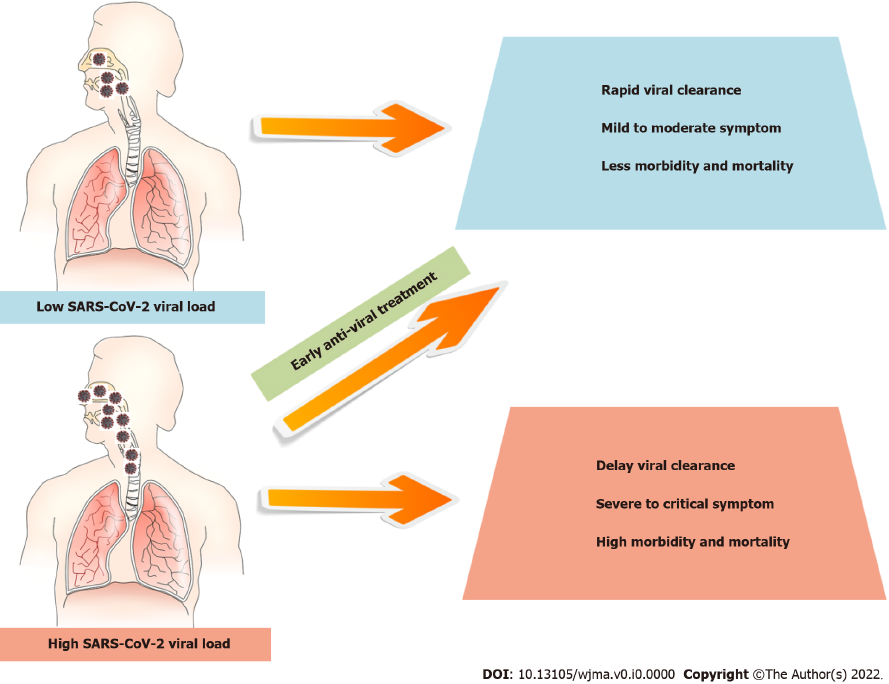 Rapid viral clearance
Mild to moderate symptom
Less morbidity and mortality
Low SARS-CoV-2 viral load
Early anti-viral treatment
Delay viral clearance
Severe to critical symptom
High morbidity and mortality
High SARS-CoV-2 viral load
DOI: 10.13105/wjma.v0.i0.0000 Copyright ©The Author(s) 2022.